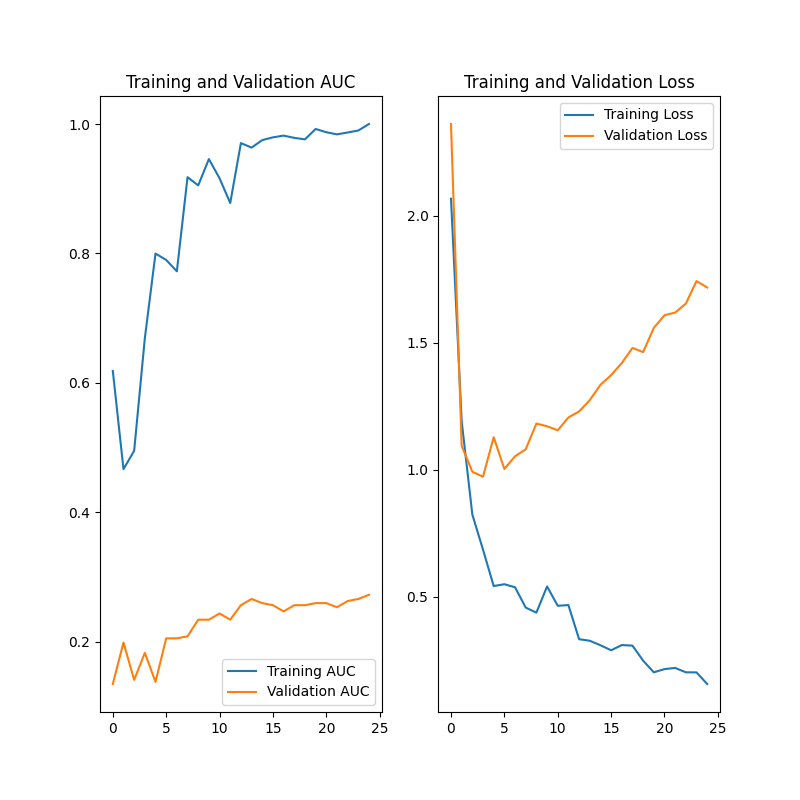 Training and Validation AUC
1.0
0.8
0.6
0.4
0.2
Training AUC
Validation AUC
0 5 10 15 20 25
Training and Validation Loss
Training Loss
Validation Loss
2.0
1.5
1.0
0.5
0 5 10 15 20 25